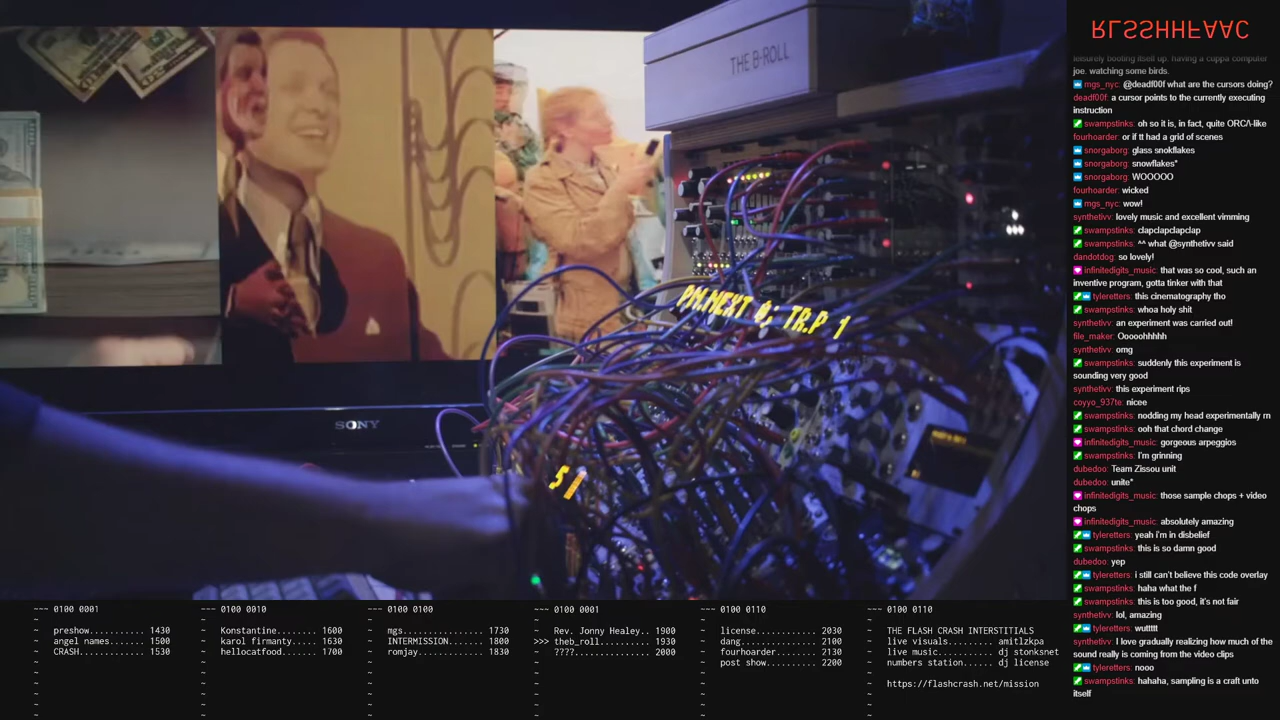 THE B-ROLL
PM.NEXT 0; TR.P 1
SONY
5
RLSSHHFAAC
leisurely booting itself up. having a cuppa computer
joe. watching some birds.
mgs_nyc: @deadf00f what are the cursors doing?
deadf00f: a cursor points to the currently executing
instruction
swampstinks: oh so it is, in fact, quite ORC/\-like
fourhoarder: or if tt had a grid of scenes
snorgaborg: glass snokflakes
snorgaborg: snowflakes*
snorgaborg: WOOOOO
fourhoarder: wicked
mgs_nyc: wow!
synthetivv: lovely music and excellent vimming
swampstinks: clapclapclapclap
swampstinks: ^^ what @synthetivv said
dandotdog: so lovely!
infinitedigits_music: that was so cool, such an
inventive program, gotta tinker with that
tyleretters: this cinematography tho
swampstinks: whoa holy shit
synthetivv: an experiment was carried out!
file_maker: Ooooohhhhh
synthetivv: omg
swampstinks: suddenly this experiment is
sounding very good
synthetivv: this experiment rips
coyyo_937te: nicee
swampstinks: nodding my head experimentally rn
swampstinks: ooh that chord change
infinitedigits_music: gorgeous arpeggios
swampstinks: I'm grinning
dubedoo: Team Zissou unit
dubedoo: unite*
infinitedigits_music: those sample chops + video
chops
infinitedigits_music: absolutely amazing
tyleretters: yeah i'm in disbelief
swampstinks: this is so damn good
dubedoo: yep
tyleretters: i still can't believe this code overlay
swampstinks: haha what the f
swampstinks: this is too good, it's not fair
synthetivv: lol, amazing
tyleretters: wuttttt
synthetivv: I love gradually realizing how much of the
sound really is coming from the video clips
tyleretters: nooo
swampstinks: hahaha, sampling is a craft unto
itself
~~~ 0100 0001
preshow.......... 1430
angel names...... 1500
CRASH............ 1530
~~~ 0100 0010
Konstantine...... 1600
karol firmanty... 1630
hellocatfood..... 1700
~~~ 0100 0100
mgs.............. 1730
INTERMISSION..... 1800
romjay........... 1830
~~~ 0100 0001
Rev. Jonny Healey.. 1900
>>> theb_roll.......... 1930
????............... 2000
~~~ 0100 0110
license............ 2030
dang............... 2100
fourhoarder........ 2130
post show.......... 2200
~~~ 0100 0110
THE FLASH CRASH INTERSTITIALS
live visuals...... amitlzkpa
live music...... dj stonksnet
numbers station..... dj license
https://flashcrash.net/mission